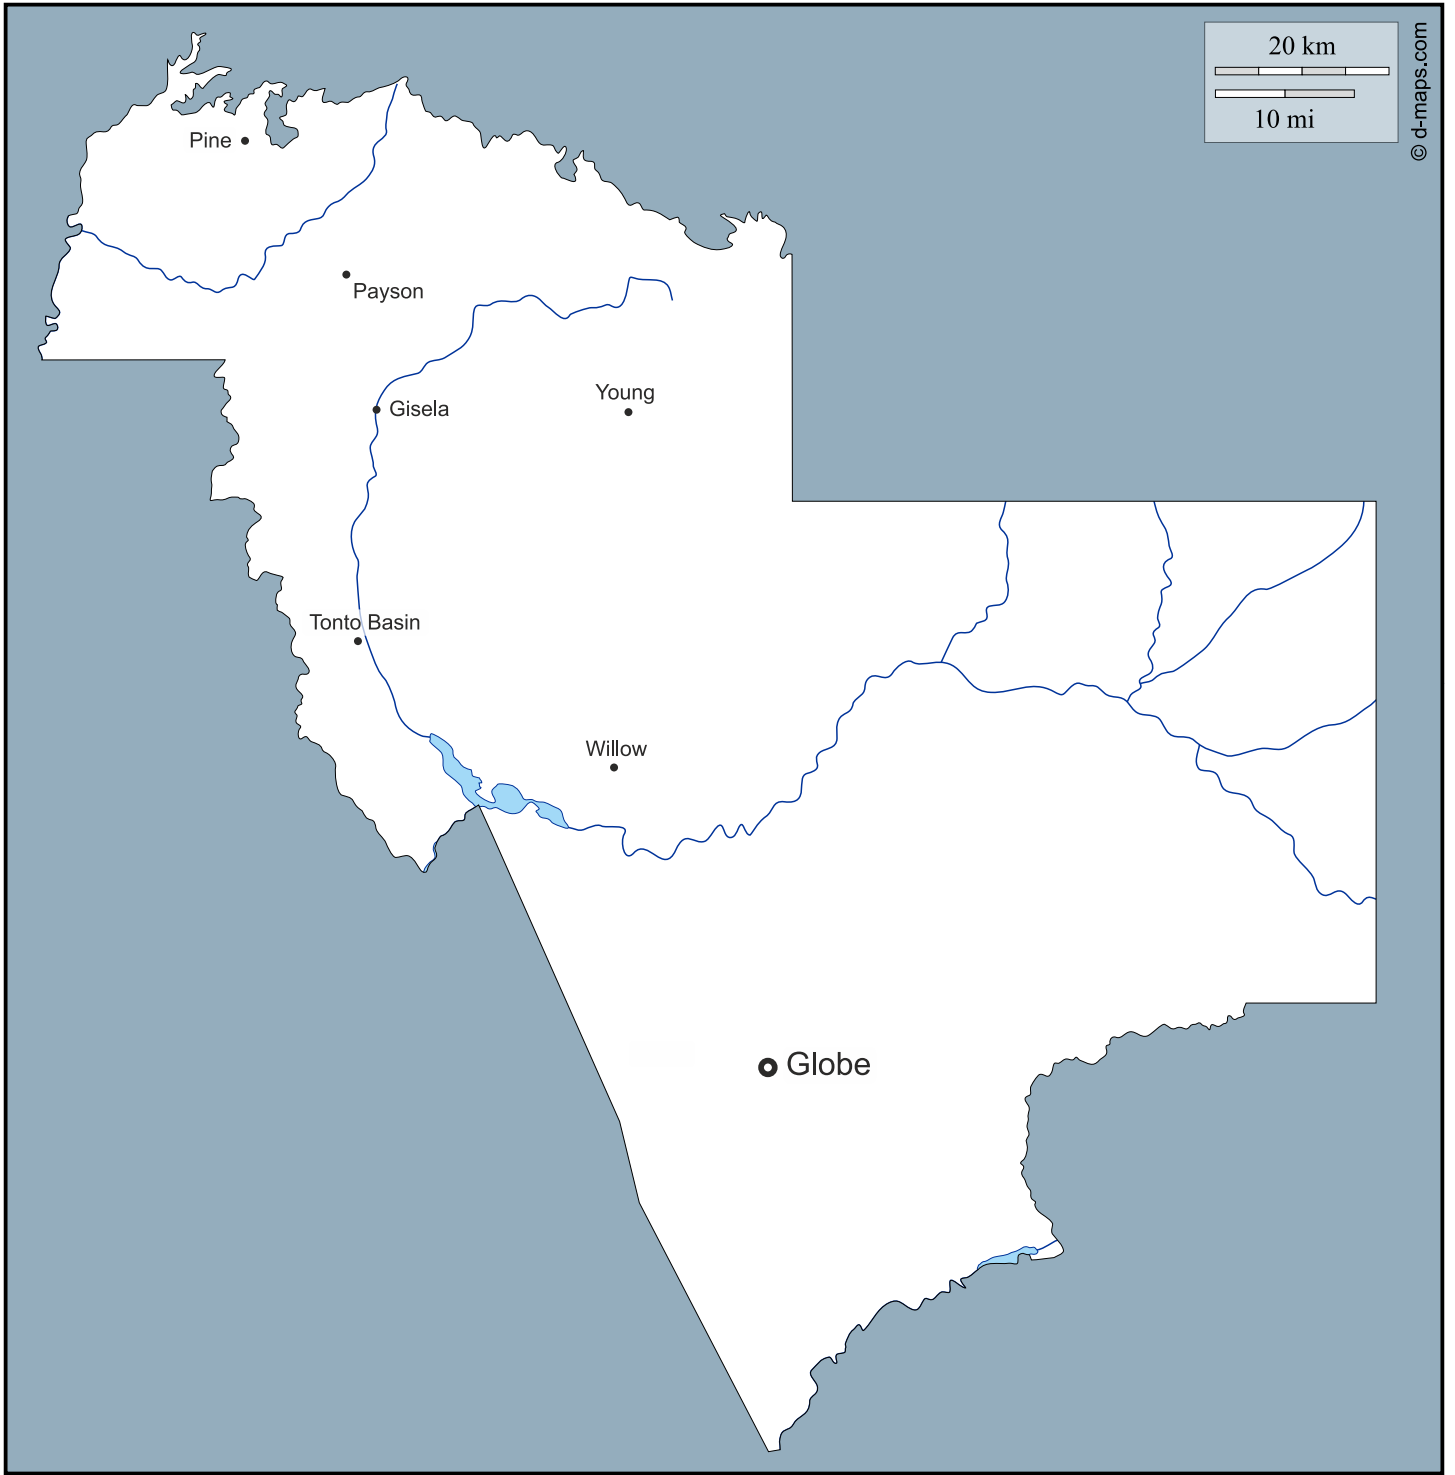 20 km
10 mi
© d-maps.com
Pine
Payson
Gisela
Young
Tonto Basin
Willow
Globe